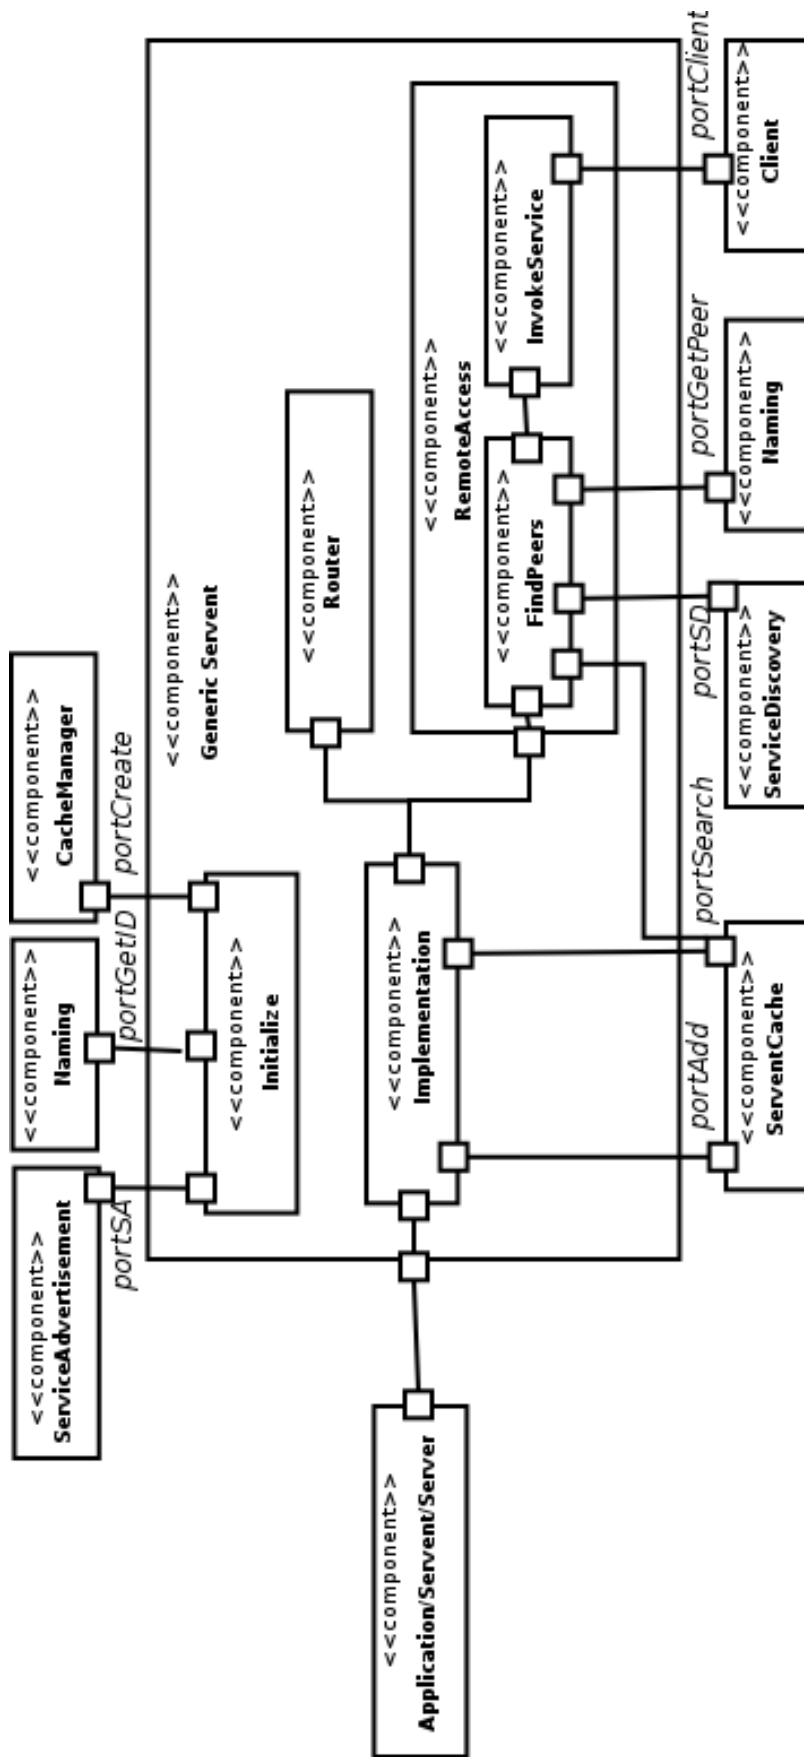 <<component>>
ServiceAdvertisement
<<component>>
Naming
<<component>>
CacheManager
portSA
portGetID
portCreate
<<component>>
Generic Servent
<<component>>
Initialize
<<component>>
Router
<<component>>
Application/Servent/Server
<<component>>
Implementation
<<component>>
RemoteAccess
<<component>>
FindPeers
<<component>>
InvokeService
portAdd
portSearch
portSD
portGetPeer
portClient
<<component>>
ServentCache
<<component>>
ServiceDiscovery
<<component>>
Naming
<<component>>
Client